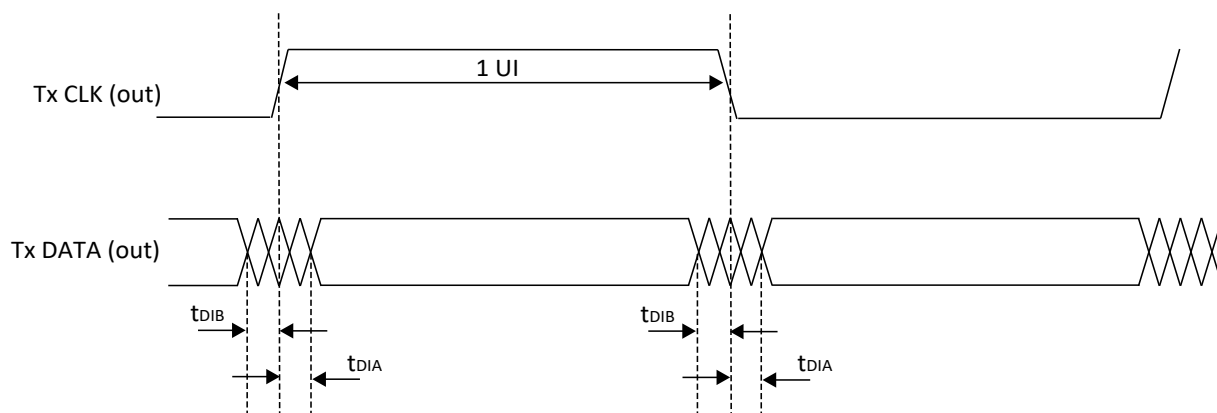 1 UI
Tx CLK (out)
Tx DATA (out)
tDIB
tDIB
tDIA
tDIA